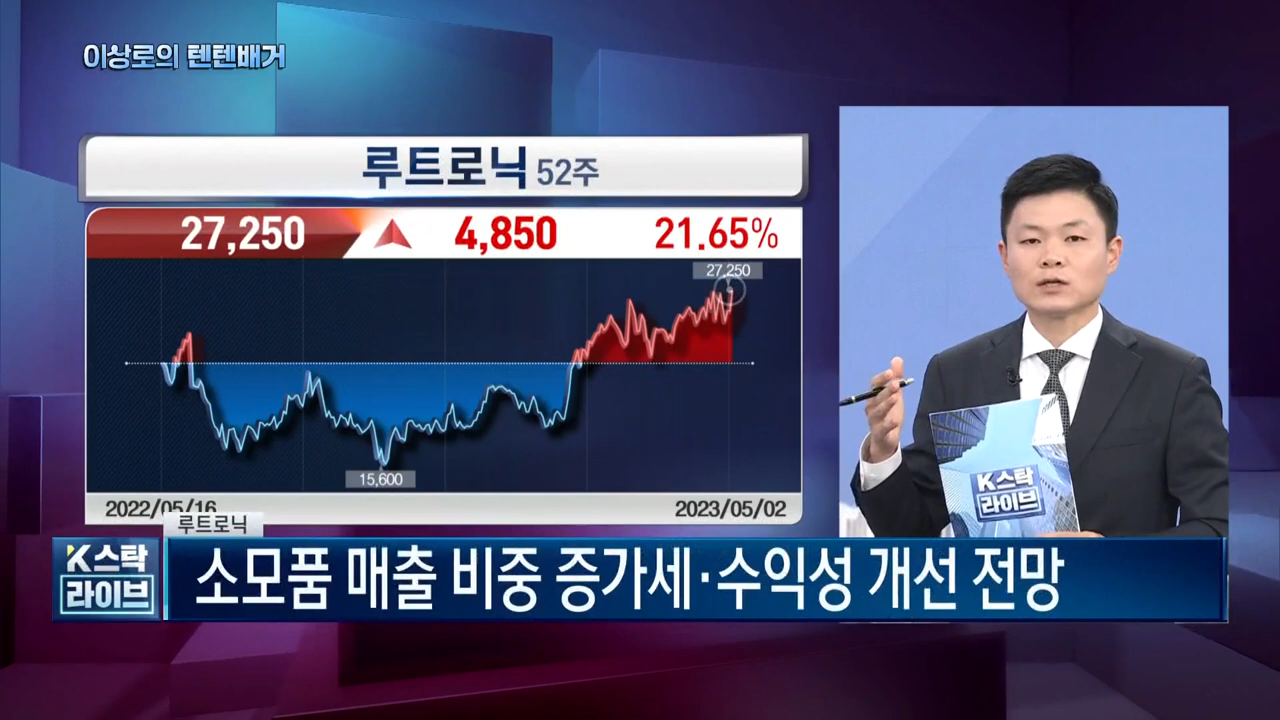 이상로의 텐텐배거
루트로닉 52주
27,250 ▲ 4,850 21.65%
27,250
15,600
2022/05/16 2023/05/02
루트로닉
K스탁
라이브
소모품 매출 비중 증가세·수익성 개선 전망
K스탁
라이브